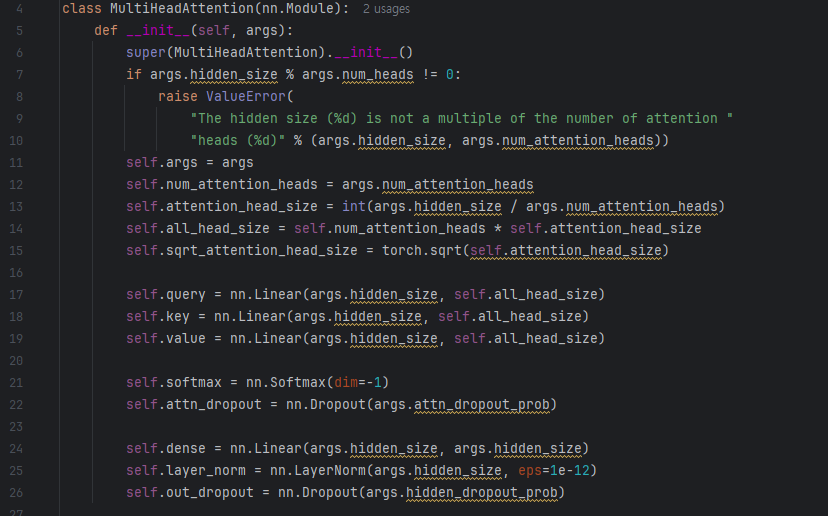 4 class MultiHeadAttention(nn.Module): 2 usages
5     def __init__(self, args):
6         super(MultiHeadAttention).__init__()
7         if args.hidden_size % args.num_heads != 0:
8             raise ValueError(
9                 "The hidden size (%d) is not a multiple of the number of attention "
10                 "heads (%d)" % (args.hidden_size, args.num_attention_heads))
11         self.args = args
12         self.num_attention_heads = args.num_attention_heads
13         self.attention_head_size = int(args.hidden_size / args.num_attention_heads)
14         self.all_head_size = self.num_attention_heads * self.attention_head_size
15         self.sqrt_attention_head_size = torch.sqrt(self.attention_head_size)
16
17         self.query = nn.Linear(args.hidden_size, self.all_head_size)
18         self.key = nn.Linear(args.hidden_size, self.all_head_size)
19         self.value = nn.Linear(args.hidden_size, self.all_head_size)
20
21         self.softmax = nn.Softmax(dim=-1)
22         self.attn_dropout = nn.Dropout(args.attn_dropout_prob)
23
24         self.dense = nn.Linear(args.hidden_size, args.hidden_size)
25         self.layer_norm = nn.LayerNorm(args.hidden_size, eps=1e-12)
26         self.out_dropout = nn.Dropout(args.hidden_dropout_prob)
27